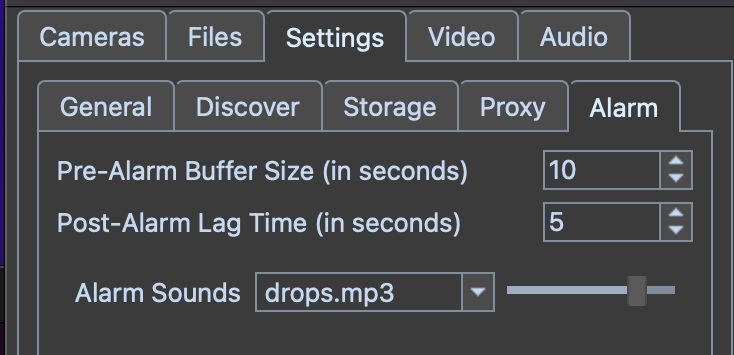 Cameras Files Settings Video Audio
General Discover Storage Proxy Alarm
Pre-Alarm Buffer Size (in seconds) 10
Post-Alarm Lag Time (in seconds) 5
Alarm Sounds drops.mp3